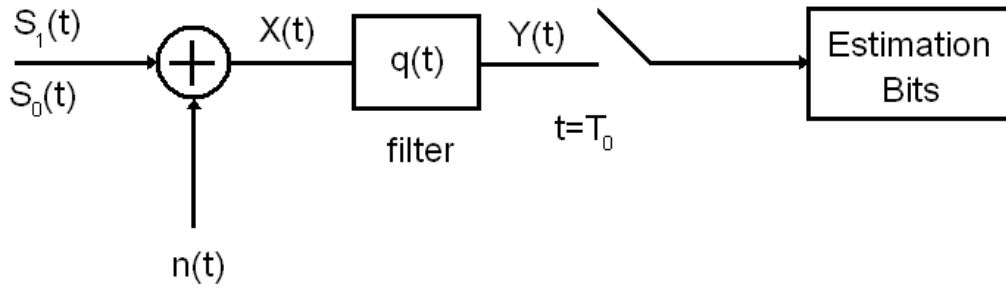 S₁(t)
S₀(t)
X(t)
q(t)
Y(t)
Estimation
Bits
filter
t=T₀
n(t)